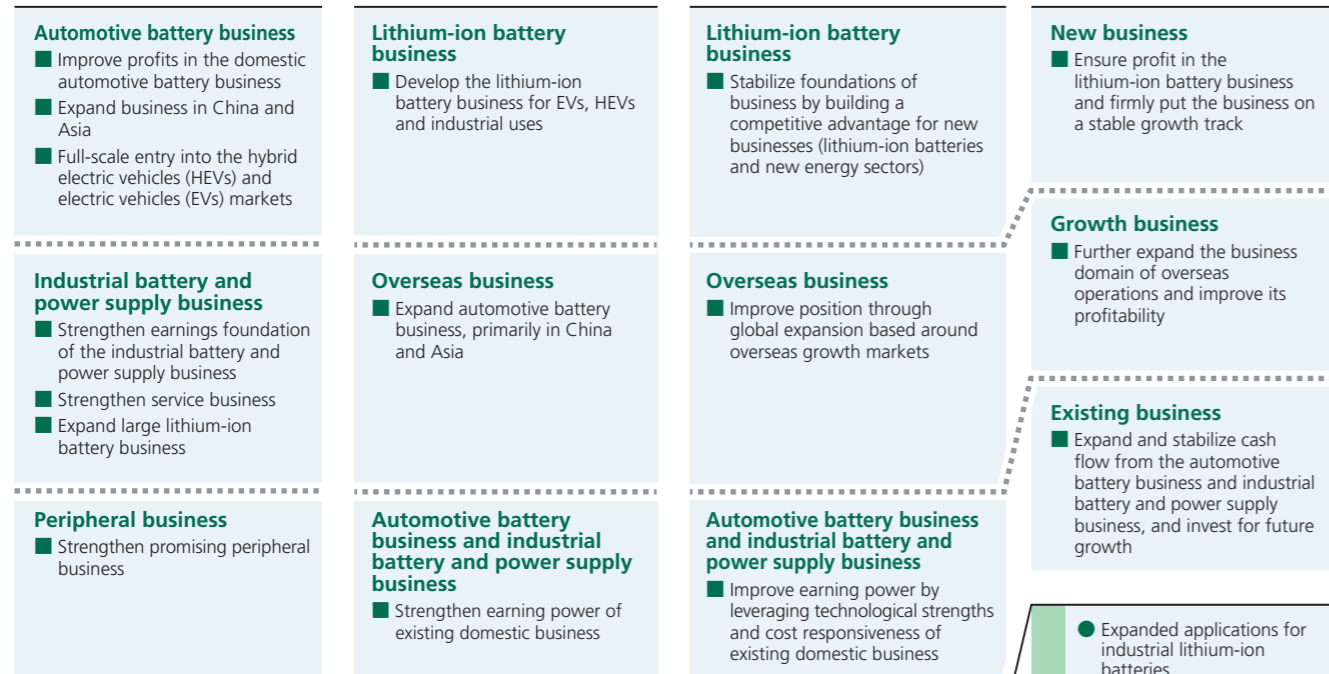 Automotive battery business
■ Improve profits in the domestic
automotive battery business
■ Expand business in China and
Asia
■ Full-scale entry into the hybrid
electric vehicles (HEVs) and
electric vehicles (EVs) markets
Industrial battery and
power supply business
■ Strengthen earnings foundation
of the industrial battery and
power supply business
■ Strengthen service business
■ Expand large lithium-ion
battery business
Peripheral business
■ Strengthen promising peripheral
business
Lithium-ion battery
business
■ Develop the lithium-ion
battery business for EVs, HEVs
and industrial uses
Overseas business
■ Expand automotive battery
business, primarily in China
and Asia
Automotive battery
business and industrial
battery and power supply
business
■ Strengthen earning power of
existing domestic business
Lithium-ion battery
business
■ Stabilize foundations of
business by building a
competitive advantage for new
businesses (lithium-ion batteries
and new energy sectors)
Overseas business
■ Improve position through
global expansion based around
overseas growth markets
Automotive battery business
and industrial battery and
power supply business
■ Improve earning power by
leveraging technological strengths
and cost responsiveness of
existing domestic business
New business
■ Ensure profit in the
lithium-ion battery business
and firmly put the business on
a stable growth track
Growth business
■ Further expand the business
domain of overseas
operations and improve its
profitability
Existing business
■ Expand and stabilize cash
flow from the automotive
battery business and industrial
battery and power supply
business, and invest for future
growth
● Expanded applications for
industrial lithium-ion
batteries